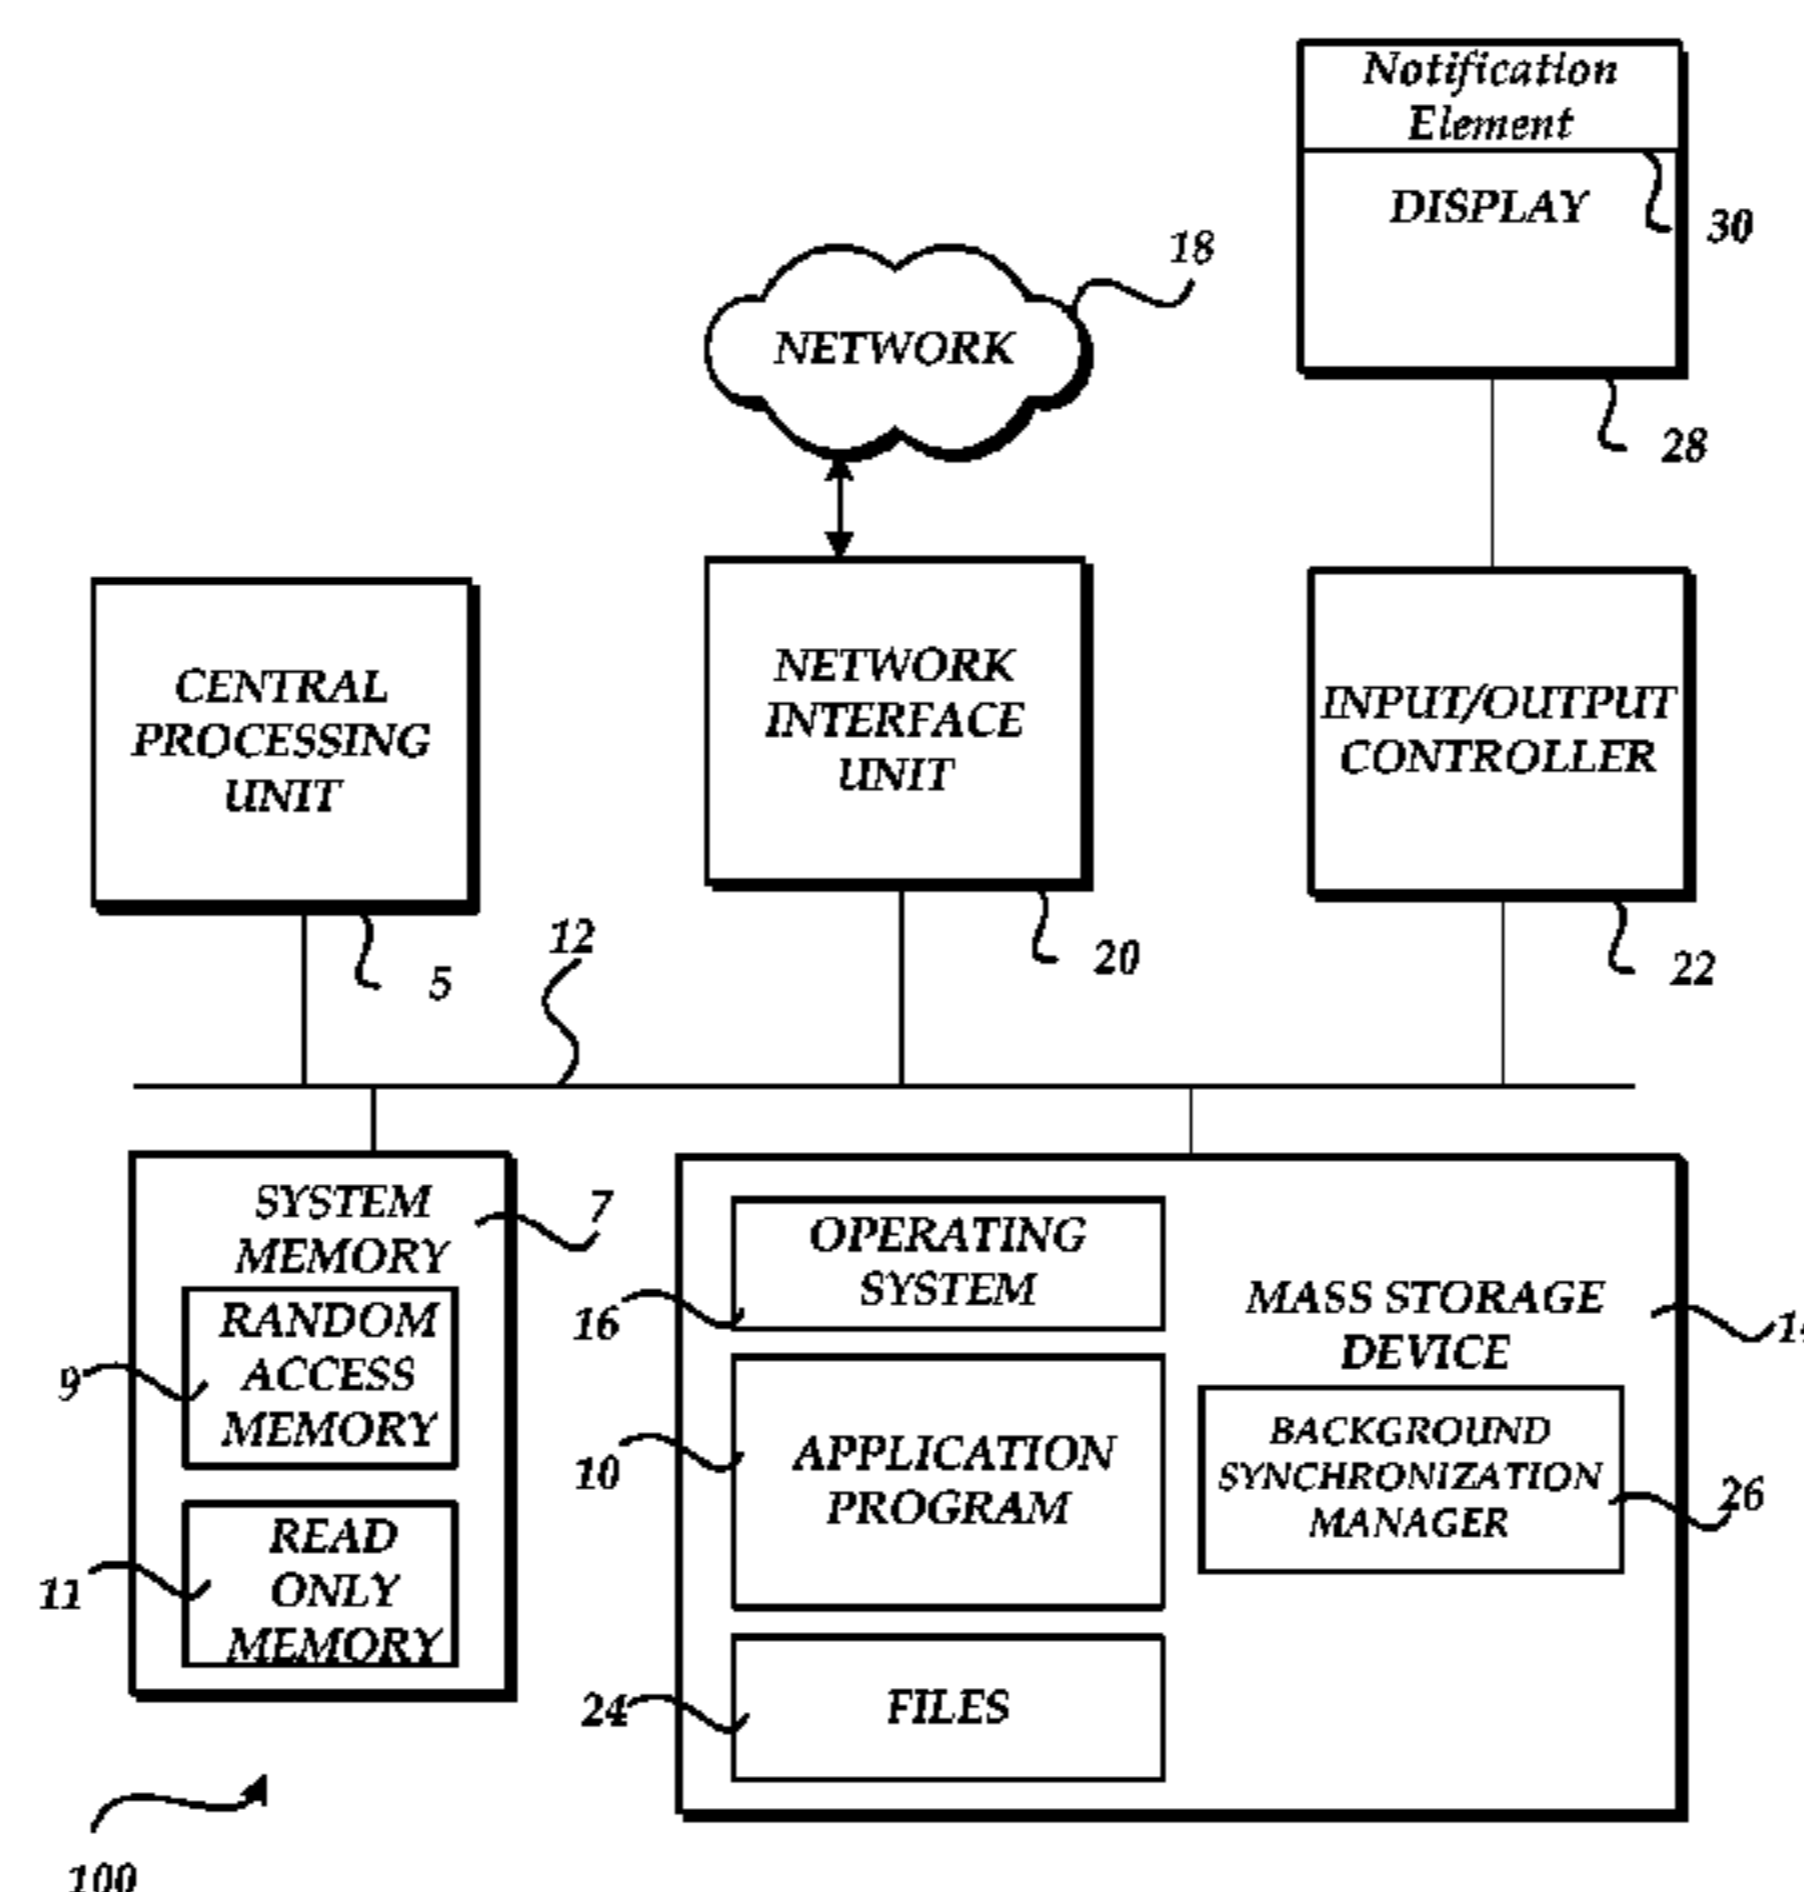 Notification
Element
DISPLAY
30
18
NETWORK
28
CENTRAL
PROCESSING
UNIT
NETWORK
INTERFACE
UNIT
INPUT/OUTPUT
CONTROLLER
5
12
20
22
SYSTEM
MEMORY
7
RANDOM
ACCESS
MEMORY
9
READ
ONLY
MEMORY
11
OPERATING
SYSTEM
16
MASS STORAGE
DEVICE
APPLICATION
PROGRAM
10
BACKGROUND
SYNCHRONIZATION
MANAGER
26
FILES
24
100